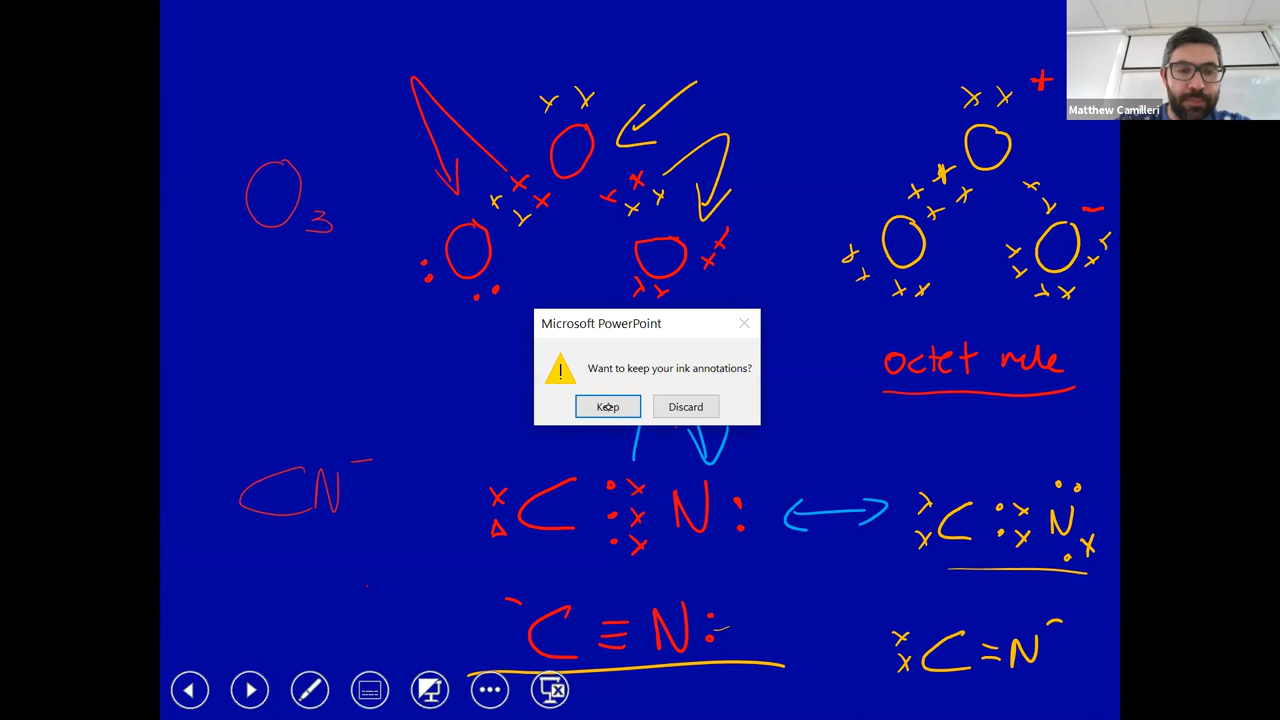 Matthew Camilleri
+
O3
-
octet rule
Microsoft PowerPoint
Want to keep your ink annotations?
Keep
Discard
CN-
C N:
C N
-C≡N:
C=N-